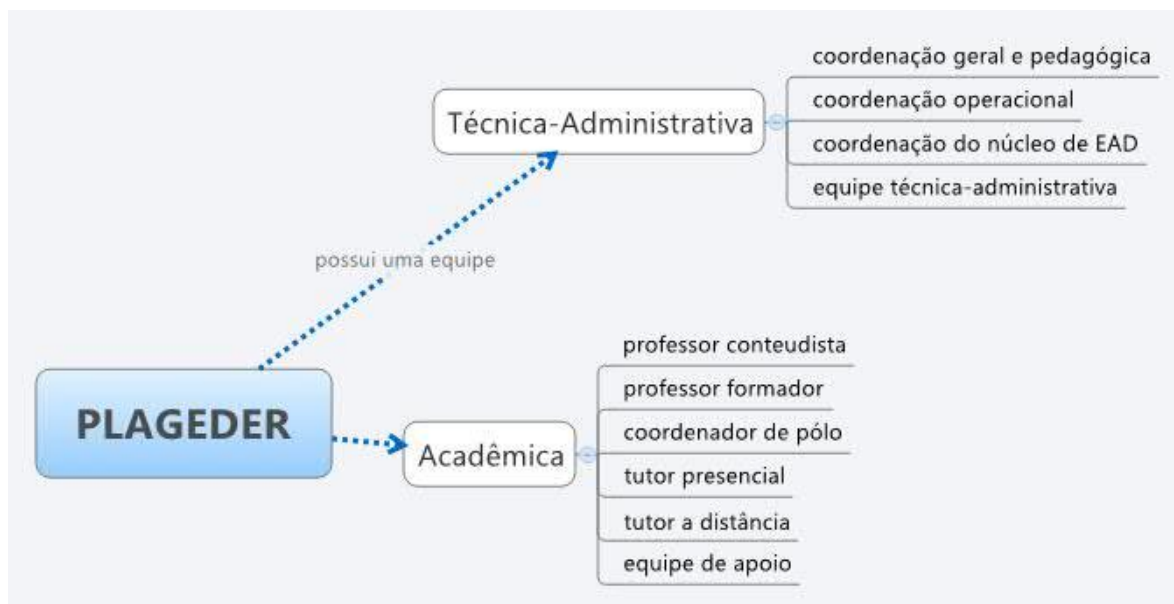 coordenação geral e pedagógica
coordenação operacional
coordenação do núcleo de EAD
equipe técnica-administrativa
Técnica-Administrativa
possui uma equipe
PLAGEDER
Acadêmica
professor conteudista
professor formador
coordenador de pólo
tutor presencial
tutor a distância
equipe de apoio